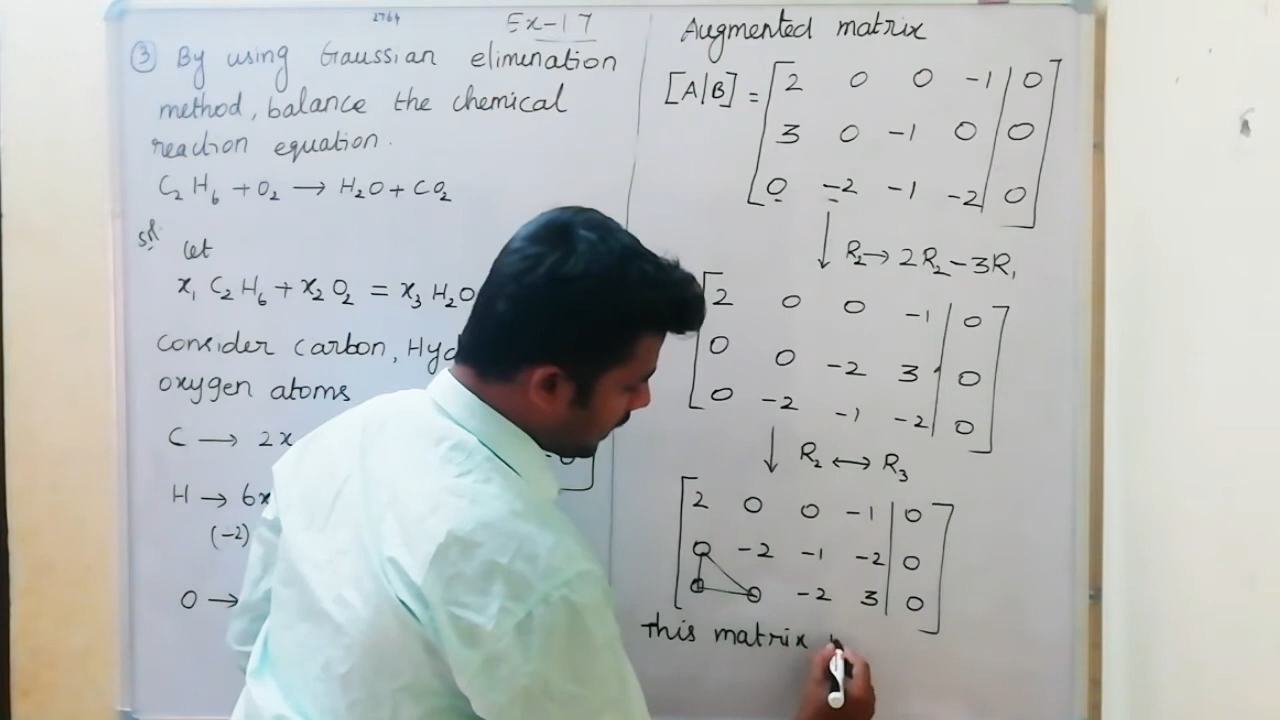 2764
Ex-17
③ By using Gaussian elimination
method, balance the chemical
reaction equation.
C₂H₆ + O₂ → H₂O + CO₂
Let
x₁ C₂H₆ + x₂ O₂ = x₃ H₂O
consider carbon,
oxygen atoms
C → 2x
H → 6x
(-2)
O →
Augmented matrix
[A|B] = [2 0 0 -1 | 0
3 0 -1 0 | 0
0 -2 -1 -2 | 0]
↓ R₂ → 2R₂ - 3R₁
[2 0 0 -1 | 0
0 0 -2 3 | 0
0 -2 -1 -2 | 0]
↓ R₂ ↔ R₃
[2 0 0 -1 | 0
0 -2 -1 -2 | 0
0 0 -2 3 | 0]
This matrix